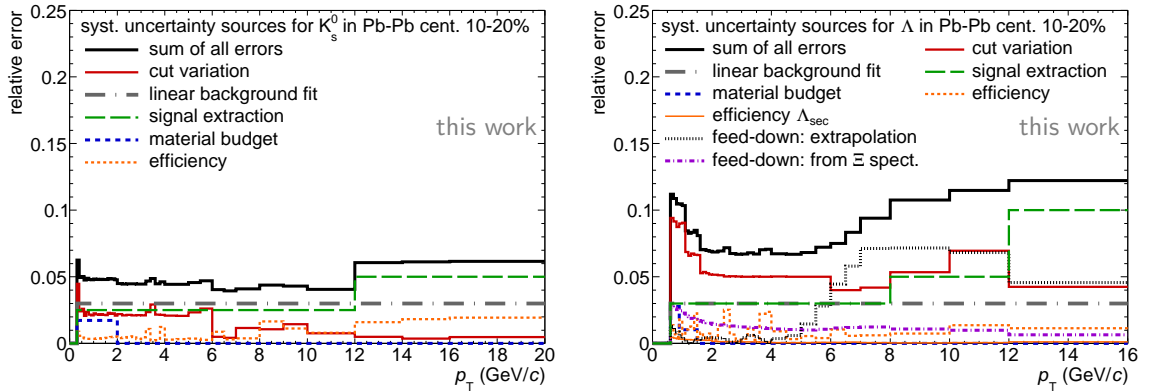 syst. uncertainty sources for K⁰ₛ in Pb-Pb cent. 10-20%
sum of all errors
cut variation
linear background fit
signal extraction
material budget
efficiency
this work
relative error
0.25
0.2
0.15
0.1
0.05
0
0 2 4 6 8 10 12 14 16 18 20
p_T (GeV/c)
syst. uncertainty sources for Λ in Pb-Pb cent. 10-20%
sum of all errors
cut variation
linear background fit
signal extraction
material budget
efficiency
efficiency Λ_sec
feed-down: extrapolation
feed-down: from Ξ spect.
this work
relative error
0.25
0.2
0.15
0.1
0.05
0
0 2 4 6 8 10 12 14 16
p_T (GeV/c)